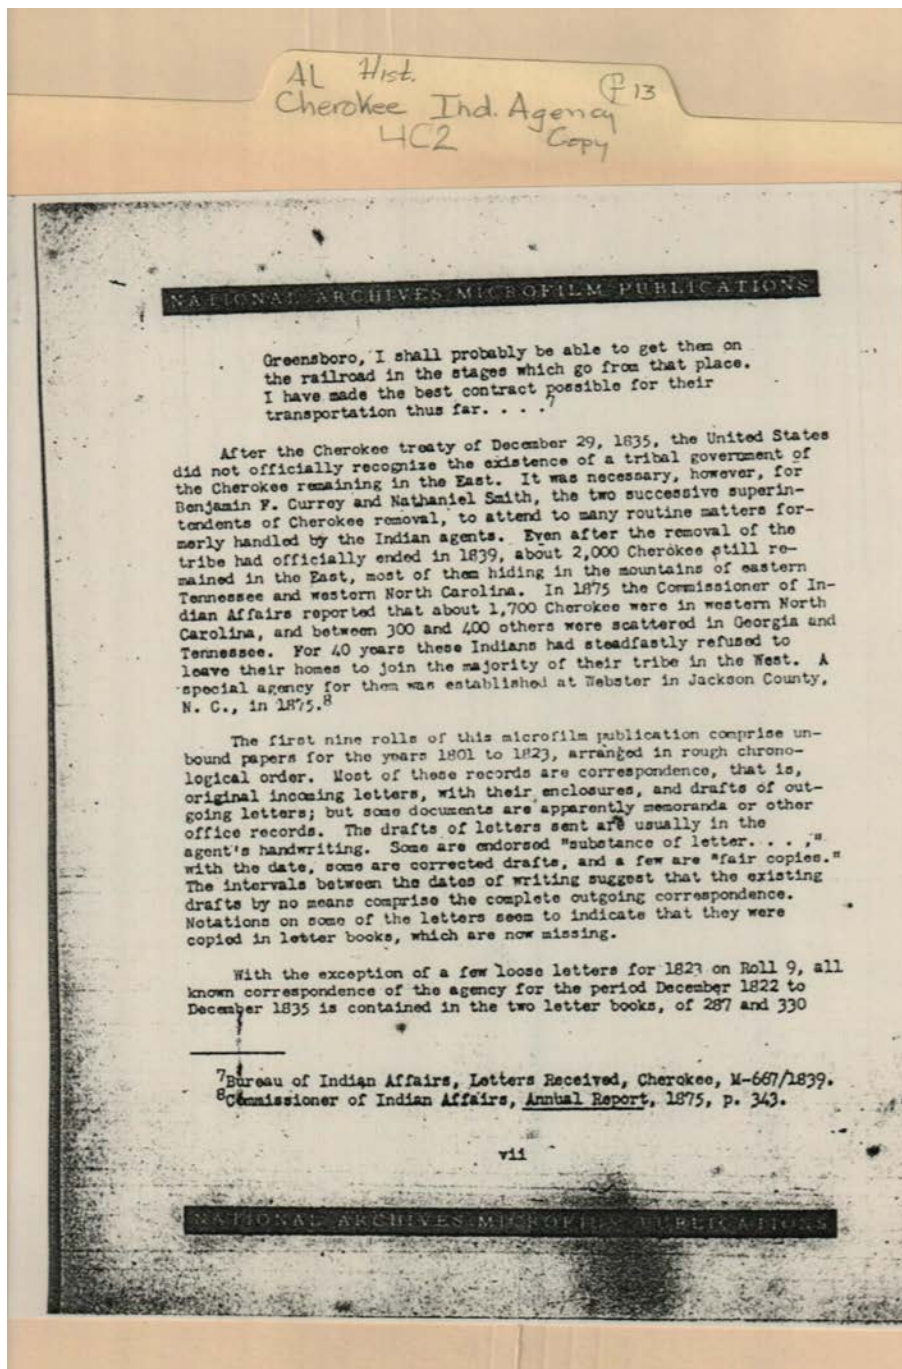 AL Hist.
Cherokee Ind. Agency F 13
4C2 Copy
NATIONAL ARCHIVES MICROFILM PUBLICATIONS
Greensboro, I shall probably be able to get them on
the railroad in the stages which go from that place.
I have made the best contract possible for their
transportation thus far. . . .7
After the Cherokee treaty of December 29, 1835, the United States
did not officially recognize the existence of a tribal government of
the Cherokee remaining in the East. It was necessary, however, for
Benjamin F. Currey and Nathaniel Smith, the two successive superin-
tendents of Cherokee removal, to attend to many routine matters for-
merly handled by the Indian agents. Even after the removal of the
tribe had officially ended in 1839, about 2,000 Cherokee still re-
mained in the East, most of them hiding in the mountains of eastern
Tennessee and western North Carolina. In 1875 the Commissioner of In-
dian Affairs reported that about 1,700 Cherokee were in western North
Carolina, and between 300 and 400 others were scattered in Georgia and
Tennessee. For 40 years these Indians had steadfastly refused to
leave their homes to join the majority of their tribe in the West. A
special agency for them was established at Webster in Jackson County,
N. C., in 1875.8
The first nine rolls of this microfilm publication comprise un-
bound papers for the years 1801 to 1823, arranged in rough chrono-
logical order. Most of these records are correspondence, that is,
original incoming letters, with their enclosures, and drafts of out-
going letters; but some documents are apparently memoranda or other
office records. The drafts of letters sent are usually in the
agent's handwriting. Some are endorsed "substance of letter. . . ,"
with the date, some are corrected drafts, and a few are "fair copies."
The intervals between the dates of writing suggest that the existing
drafts by no means comprise the complete outgoing correspondence.
Notations on some of the letters seem to indicate that they were
copied in letter books, which are now missing.
With the exception of a few loose letters for 1823 on Roll 9, all
known correspondence of the agency for the period December 1822 to
December 1835 is contained in the two letter books, of 287 and 330
7Bureau of Indian Affairs, Letters Received, Cherokee, M-667/1839.
8Commissioner of Indian Affairs, Annual Report, 1875, p. 343.
vii
NATIONAL ARCHIVES MICROFILM PUBLICATIONS